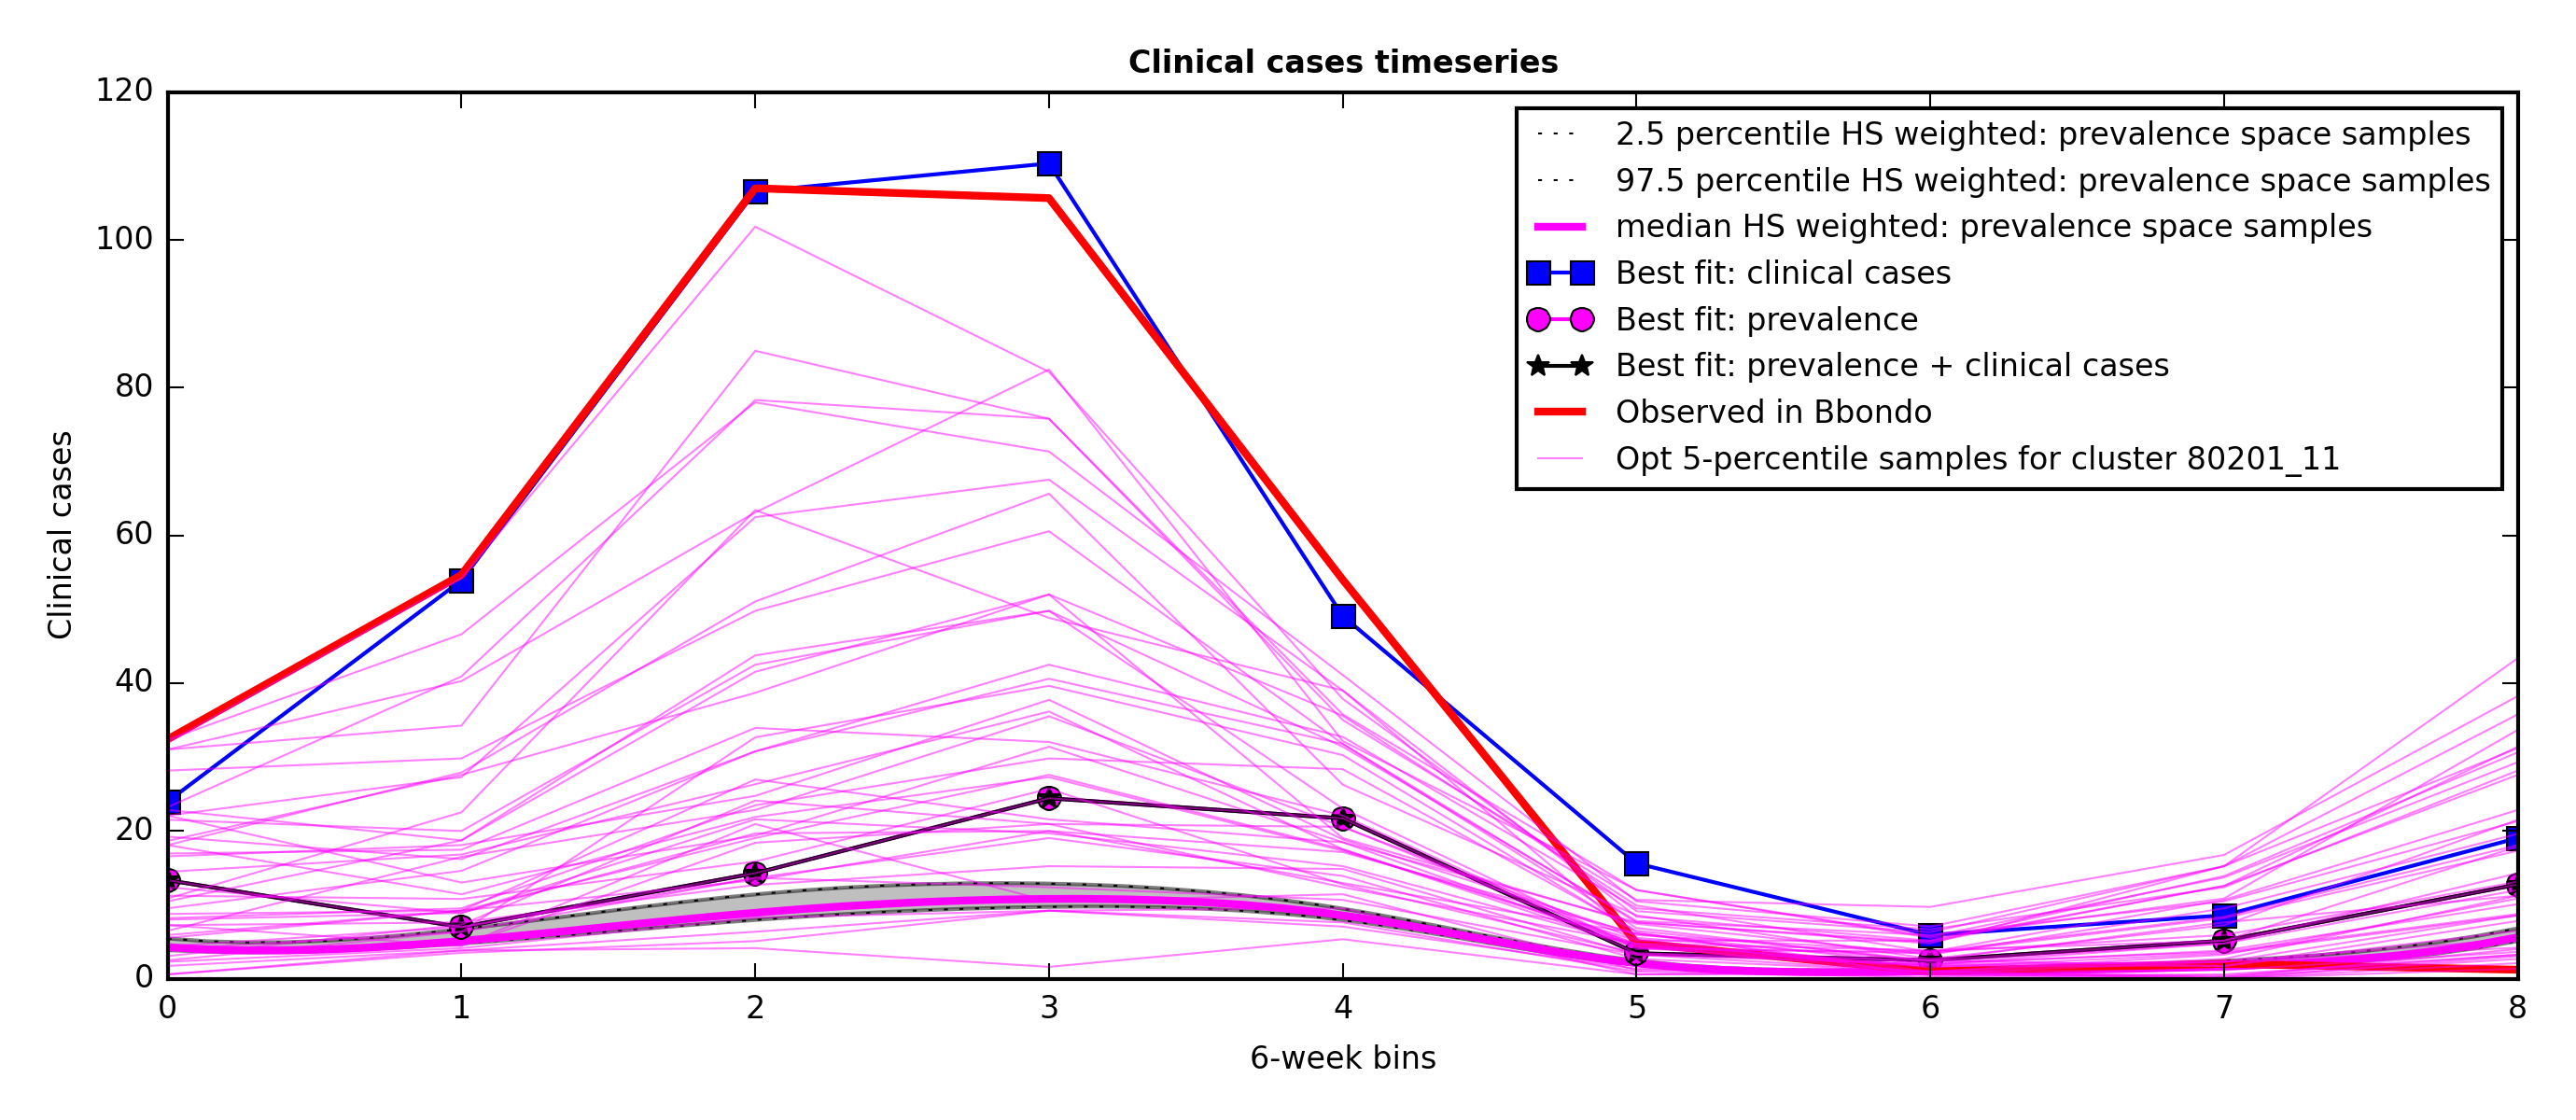 Clinical cases timeseries
120
100
80
60
40
20
0
Clinical cases
2.5 percentile HS weighted: prevalence space samples
97.5 percentile HS weighted: prevalence space samples
median HS weighted: prevalence space samples
Best fit: clinical cases
Best fit: prevalence
Best fit: prevalence + clinical cases
Observed in Bbondo
Opt 5-percentile samples for cluster 80201_11
0 1 2 3 4 5 6 7 8
6-week bins